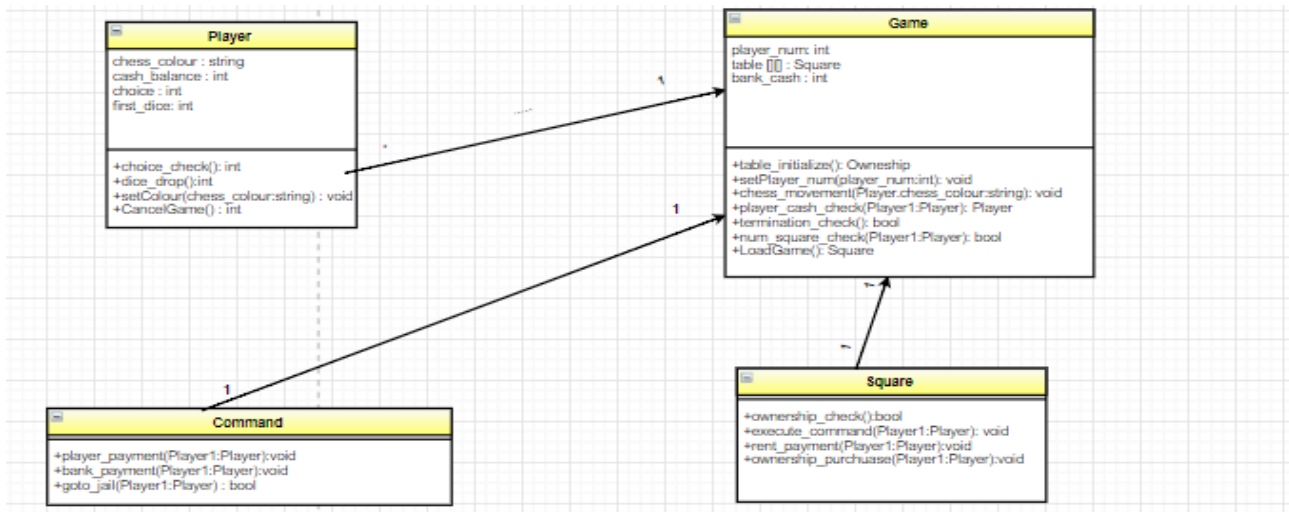 Player
chess_colour : string
cash_balance : int
choice : int
first_dice: int
+choice_check(): int
+dice_drop():int
+setColour(chess_colour:string) : void
+CancelGame() : int
*
1
Game
player_num: int
table [][] : Square
bank_cash : int
+table_initialize(): Owneship
+setPlayer_num(player_num:int): void
+chess_movement(Player.chess_colour:string): void
+player_cash_check(Player1:Player): Player
+termination_check(): bool
+num_square_check(Player1:Player): bool
+LoadGame(): Square
1
1
1
1
Command
+player_payment(Player1:Player):void
+bank_payment(Player1:Player):void
+goto_jail(Player1:Player) : bool
Square
+ownership_check():bool
+execute_command(Player1:Player): void
+rent_payment(Player1:Player):void
+ownership_purchuase(Player1:Player):void